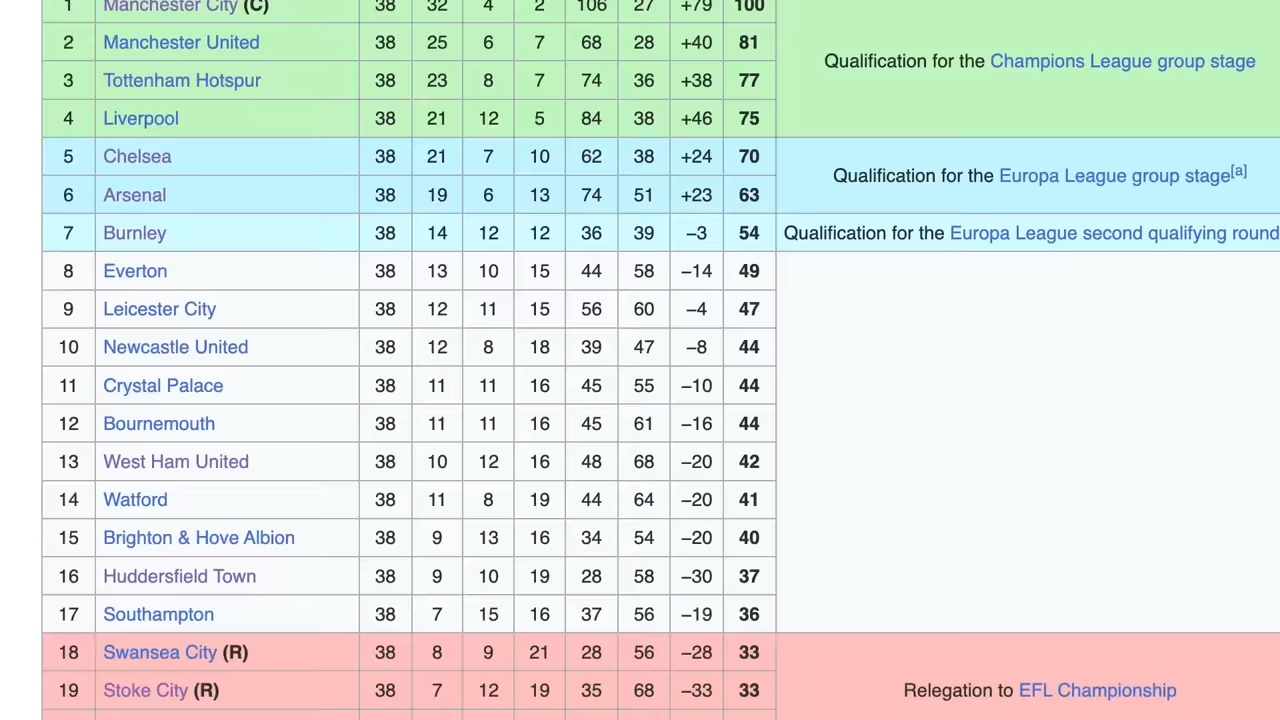 1 Manchester City (C) 38 32 4 2 106 27 +79 100
Qualification for the Champions League group stage
2 Manchester United 38 25 6 7 68 28 +40 81
3 Tottenham Hotspur 38 23 8 7 74 36 +38 77
4 Liverpool 38 21 12 5 84 38 +46 75
5 Chelsea 38 21 7 10 62 38 +24 70
Qualification for the Europa League group stage[a]
6 Arsenal 38 19 6 13 74 51 +23 63
7 Burnley 38 14 12 12 36 39 −3 54 Qualification for the Europa League second qualifying round
8 Everton 38 13 10 15 44 58 −14 49
9 Leicester City 38 12 11 15 56 60 −4 47
10 Newcastle United 38 12 8 18 39 47 −8 44
11 Crystal Palace 38 11 11 16 45 55 −10 44
12 Bournemouth 38 11 11 16 45 61 −16 44
13 West Ham United 38 10 12 16 48 68 −20 42
14 Watford 38 11 8 19 44 64 −20 41
15 Brighton & Hove Albion 38 9 13 16 34 54 −20 40
16 Huddersfield Town 38 9 10 19 28 58 −30 37
17 Southampton 38 7 15 16 37 56 −19 36
18 Swansea City (R) 38 8 9 21 28 56 −28 33
19 Stoke City (R) 38 7 12 19 35 68 −33 33 Relegation to EFL Championship